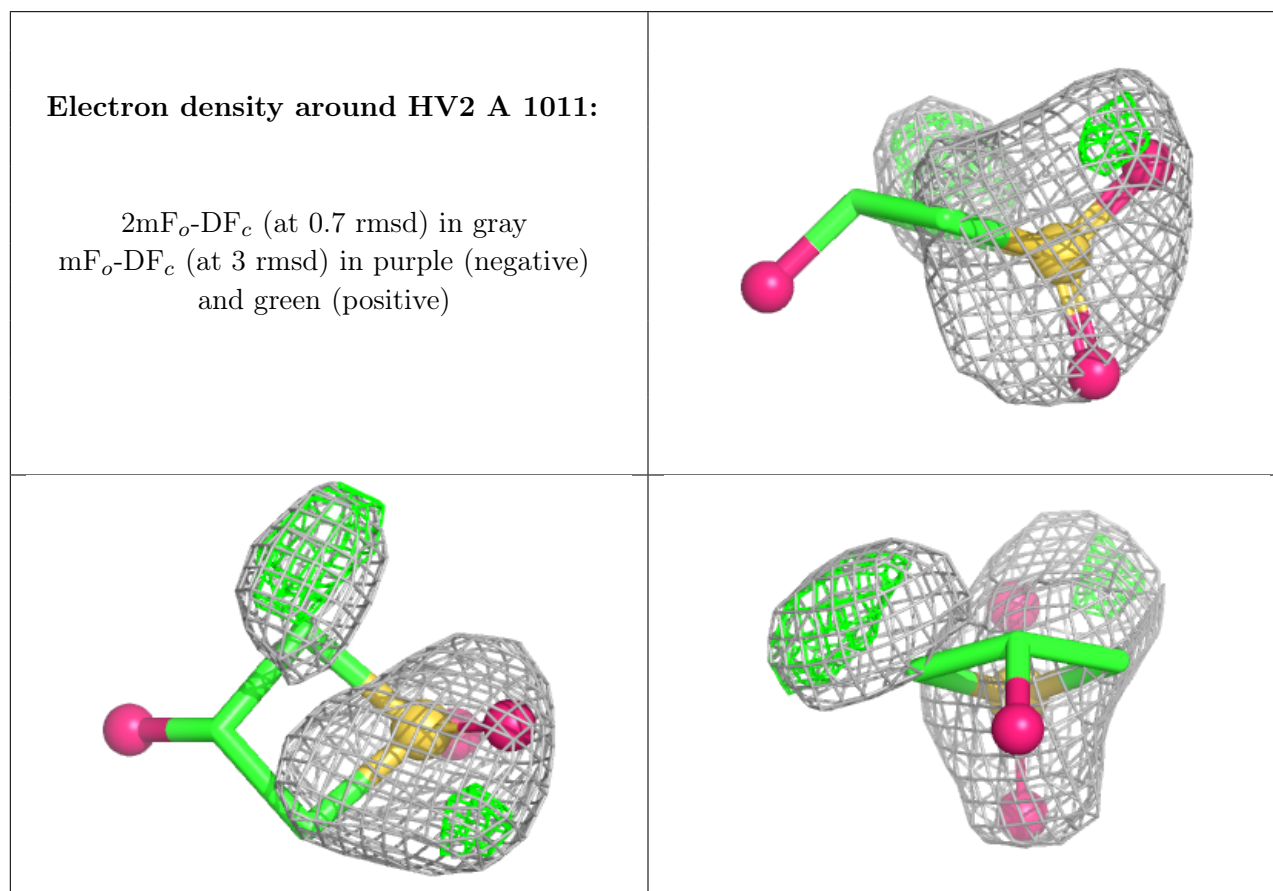 Electron density around HV2 A 1011:
2mFₒ-DF𝒸 (at 0.7 rmsd) in gray
mFₒ-DF𝒸 (at 3 rmsd) in purple (negative)
and green (positive)